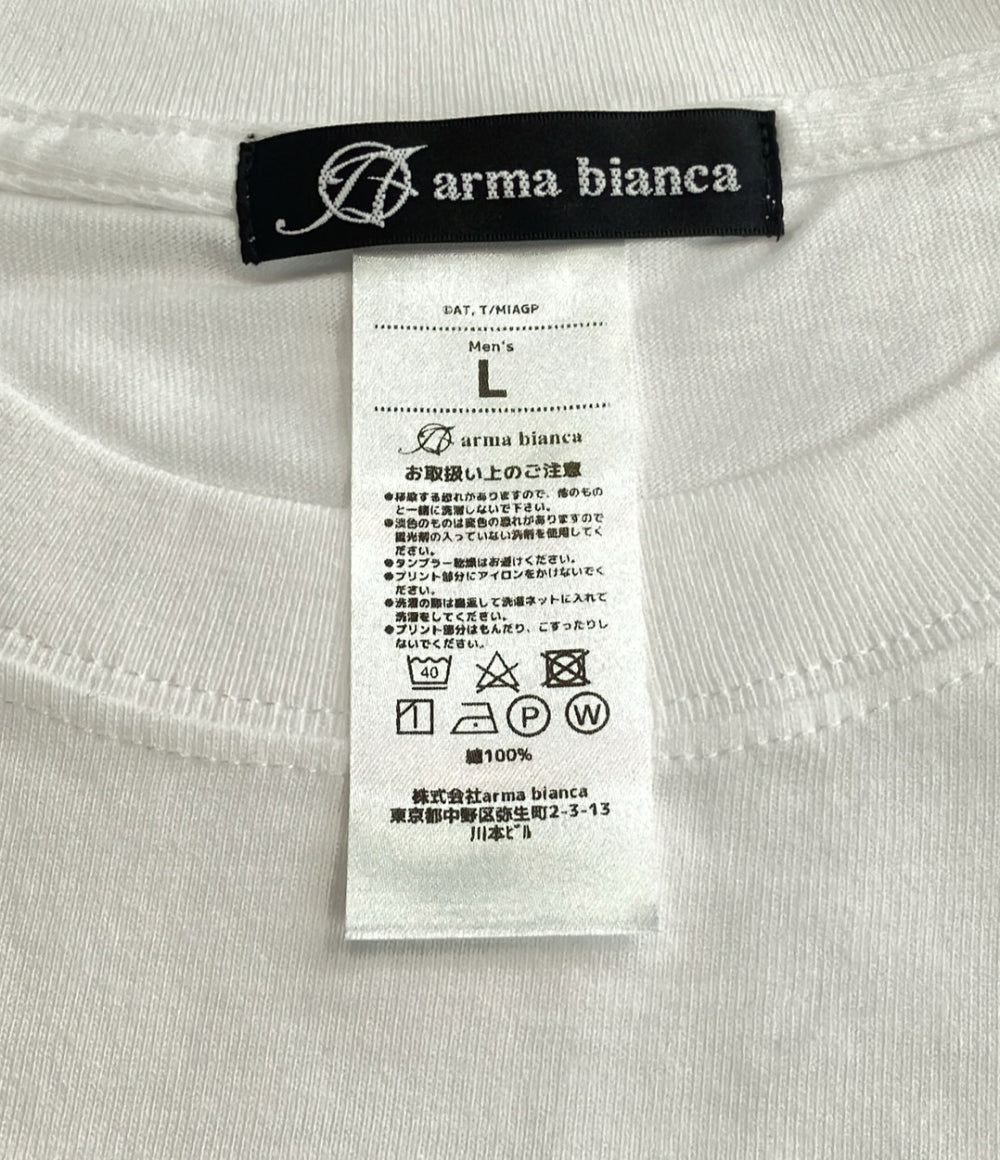 arma bianca
©AT, T/MIAGP
Men's
L
arma bianca
お取扱い上のご注意
●移染する恐れがありますので、他のもの
と一緒に洗濯しないで下さい。
●淡色のものは変色の恐れがありますので
蛍光剤の入っていない洗剤を使用してく
ださい。
●タンブラー乾燥はお避けください。
●プリント部分にアイロンをかけないでく
ださい。
●洗濯の際は裏返して洗濯ネットに入れて
洗濯をしてください。
●プリント部分はもんだり、こすったりし
ないでください。
40
P W
綿100%
株式会社arma bianca
東京都中野区弥生町2-3-13
川本ビル